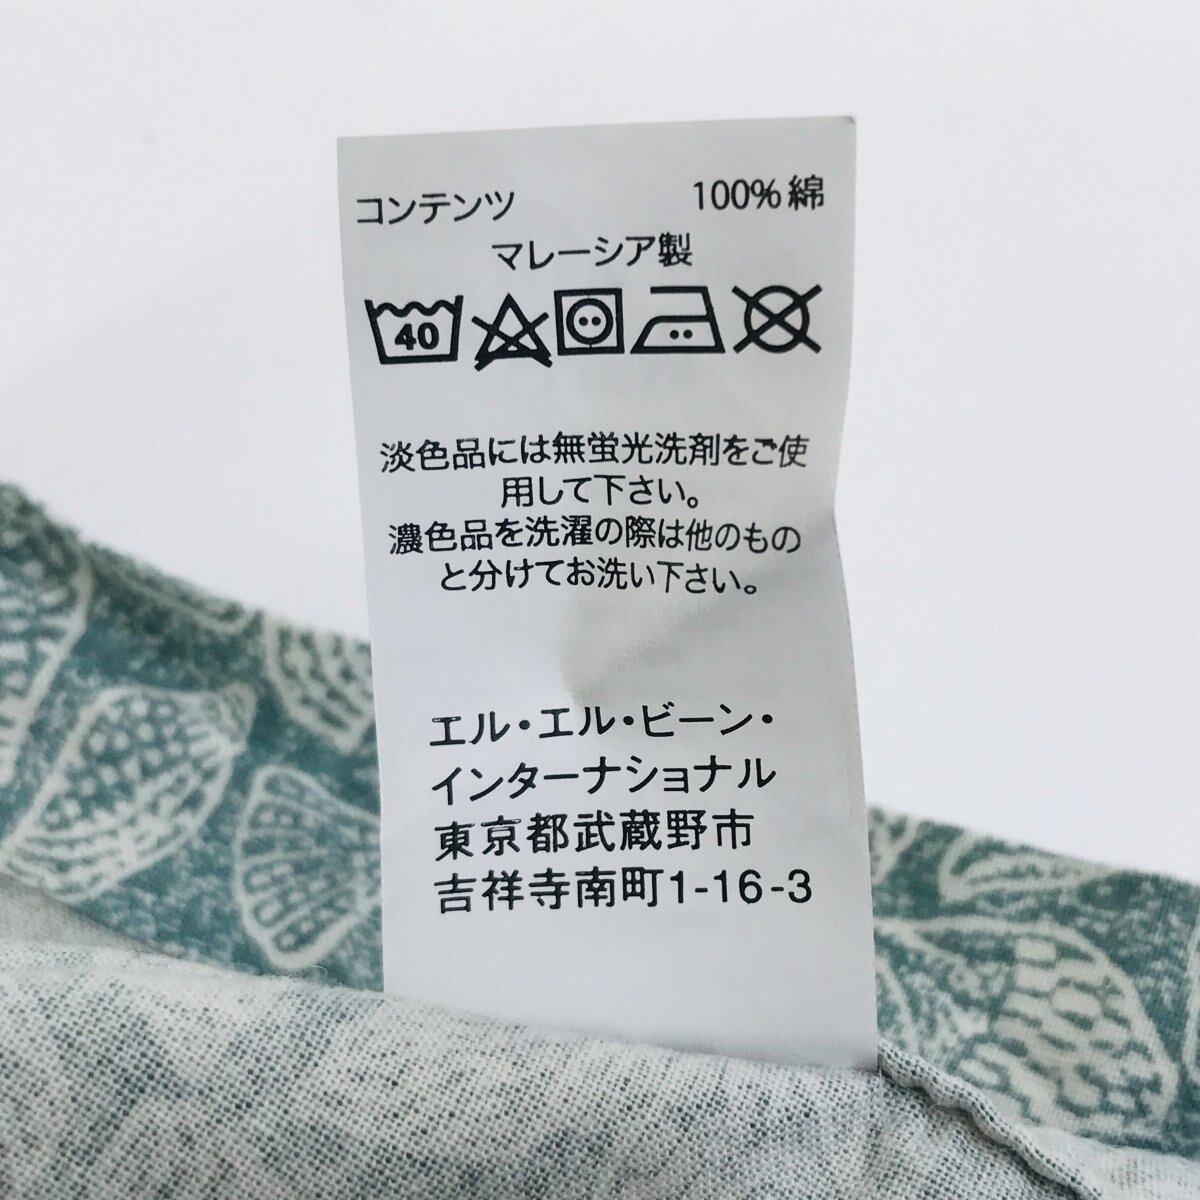 コンテンツ 100%綿
マレーシア製
40
淡色品には無蛍光洗剤をご使
用して下さい。
濃色品を洗濯の際は他のもの
と分けてお洗い下さい。
エル・エル・ビーン・
インターナショナル
東京都武蔵野市
吉祥寺南町1-16-3